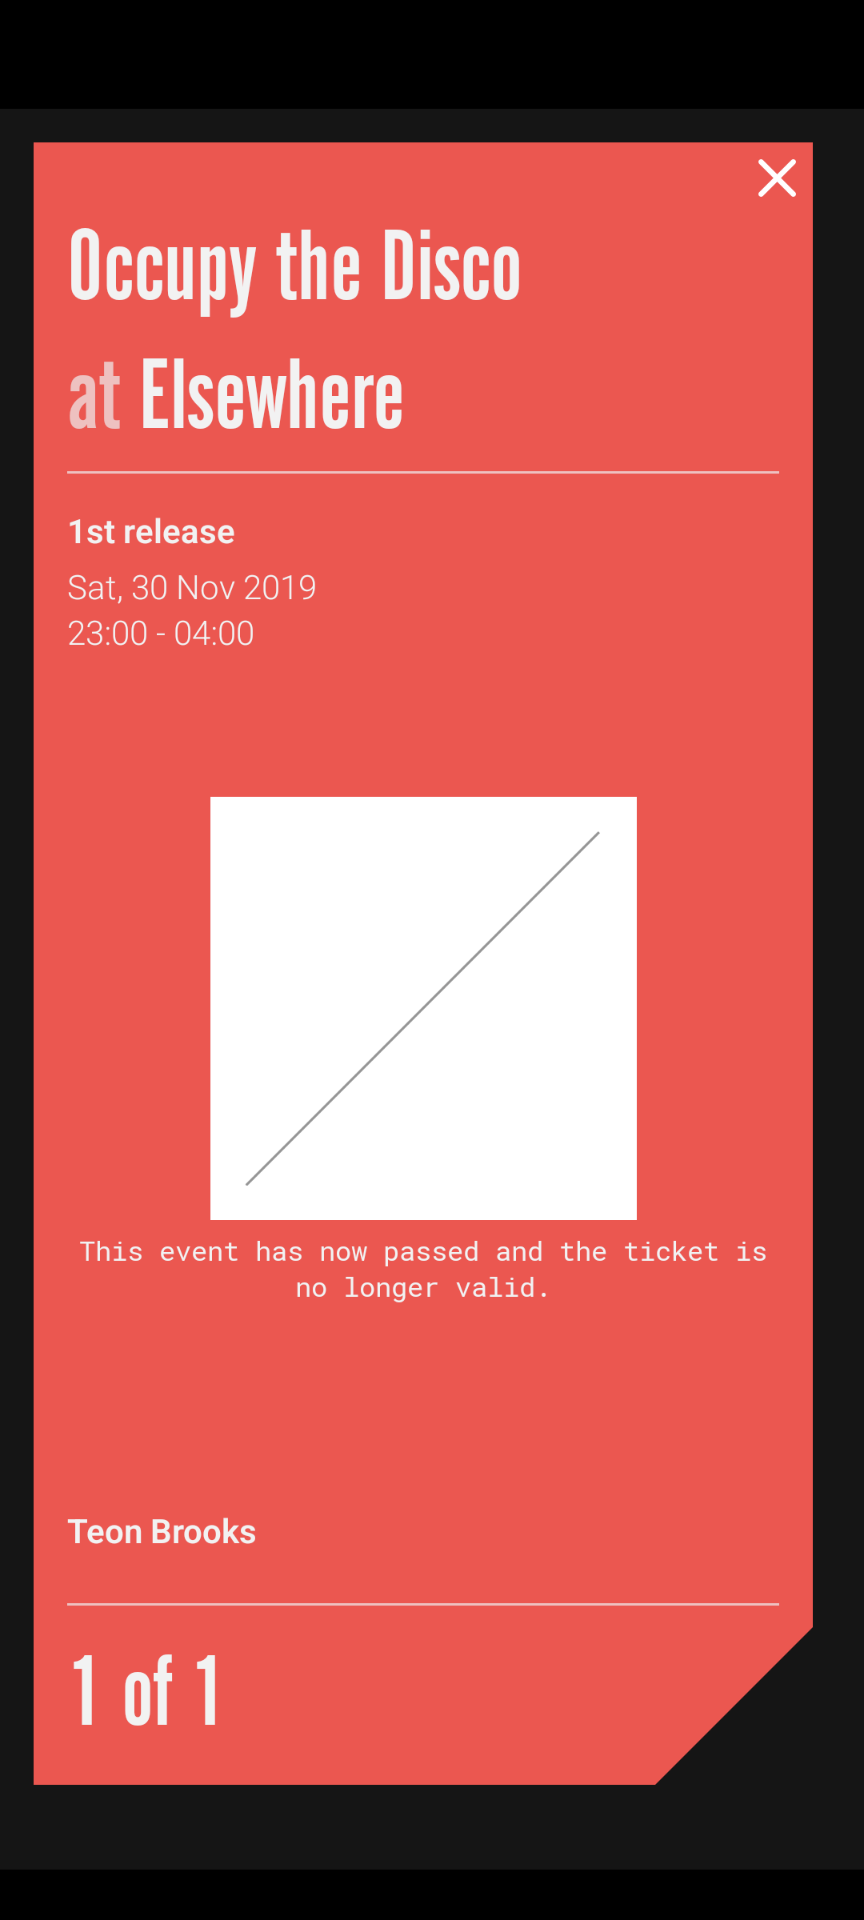 Occupy the Disco
at Elsewhere
1st release
Sat, 30 Nov 2019
23:00 - 04:00
This event has now passed and the ticket is
no longer valid.
Teon Brooks
1 of 1